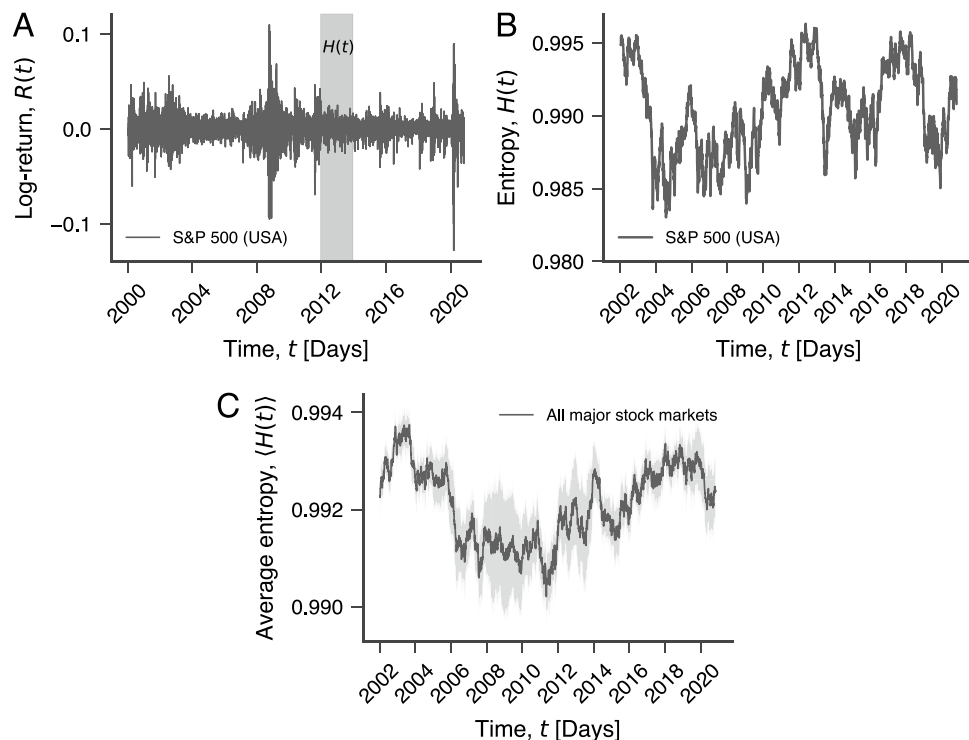 A
Log-return, R(t)
0.1
0.0
−0.1
H(t)
S&P 500 (USA)
2000
2004
2008
2012
2016
2020
Time, t [Days]
B
Entropy, H(t)
0.995
0.990
0.985
0.980
S&P 500 (USA)
2002
2004
2006
2008
2010
2012
2014
2016
2018
2020
Time, t [Days]
C
Average entropy, ⟨H(t)⟩
0.994
0.992
0.990
All major stock markets
2002
2004
2006
2008
2010
2012
2014
2016
2018
2020
Time, t [Days]